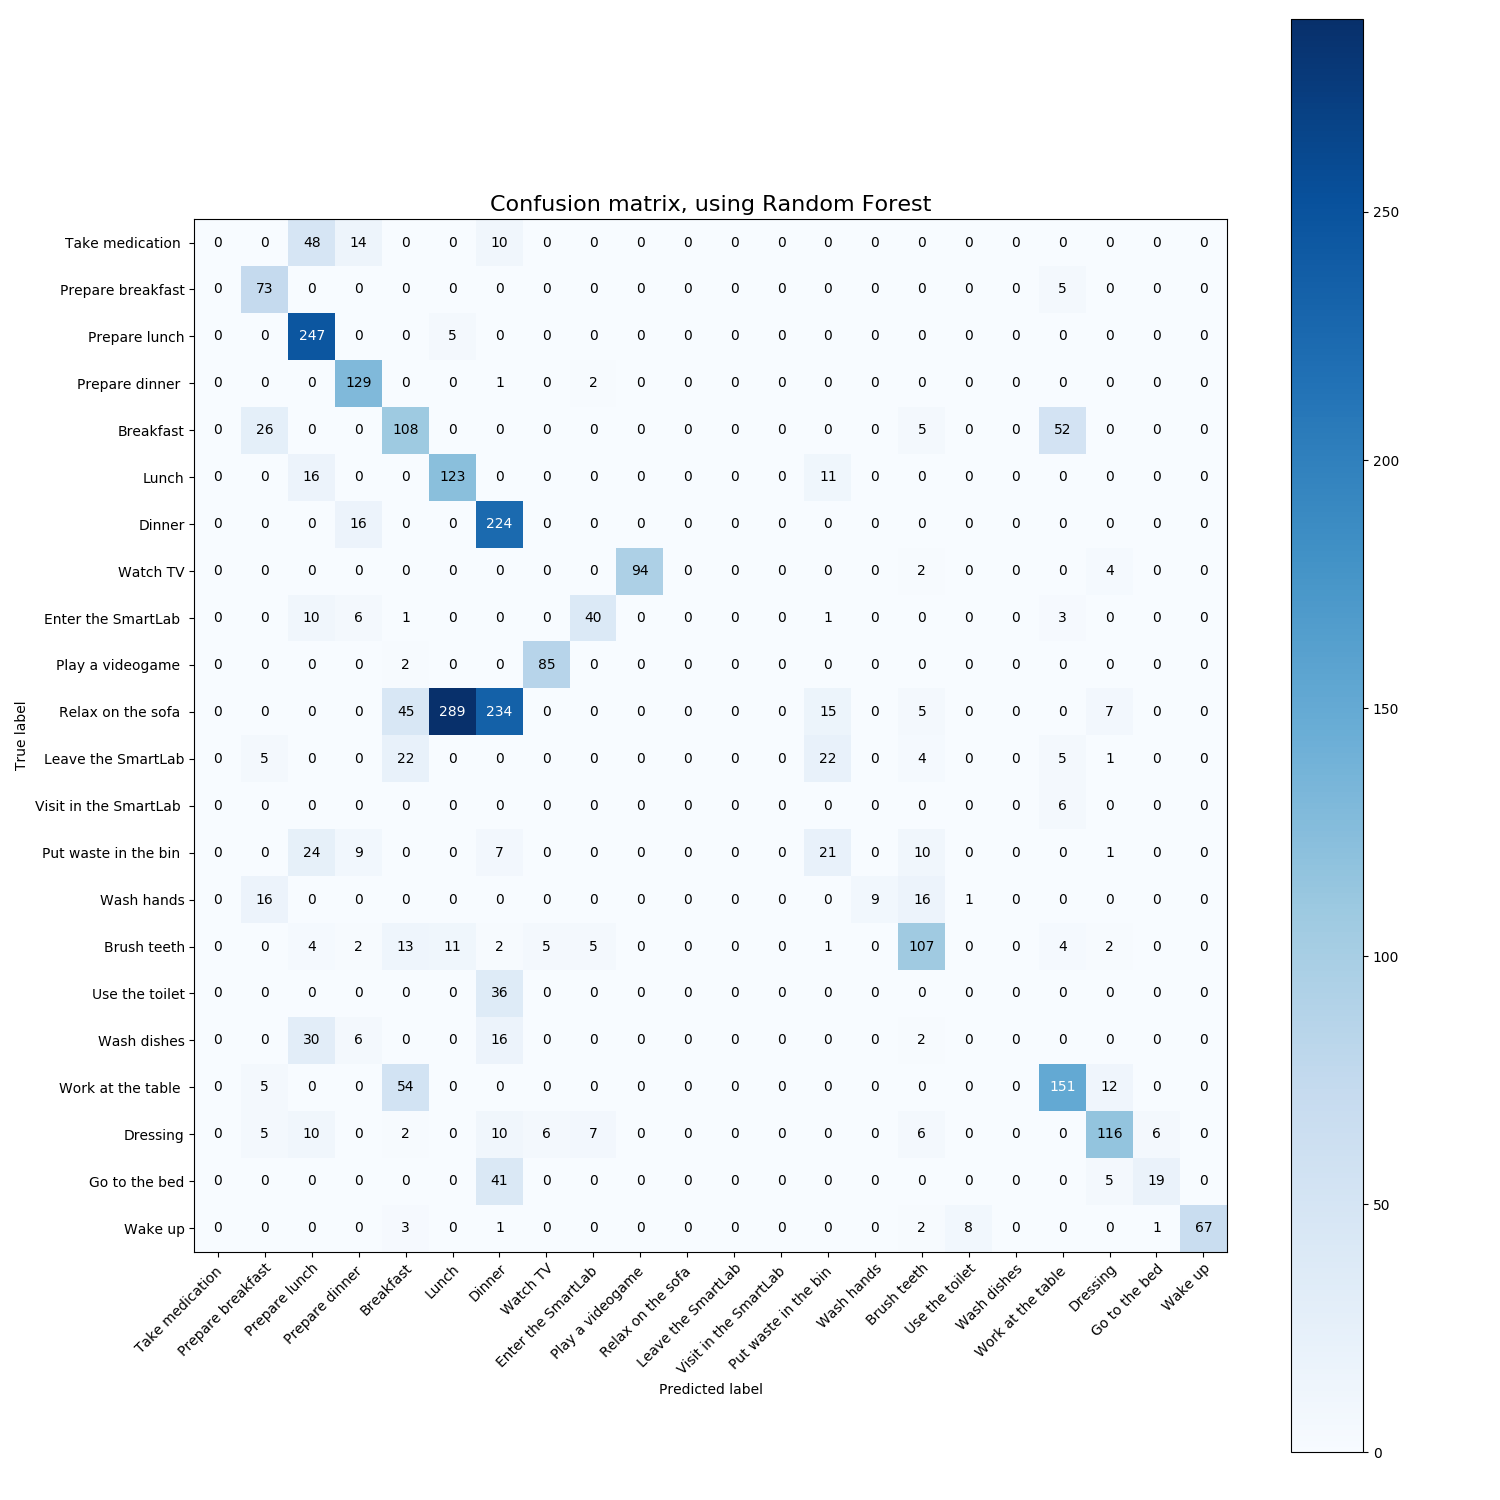 Confusion matrix, using Random Forest
Take medication 0 0 48 14 0 0 10 0 0 0 0 0 0 0 0 0 0 0 0 0 0 0
Prepare breakfast 0 73 0 0 0 0 0 0 0 0 0 0 0 0 0 0 0 0 5 0 0 0
Prepare lunch 0 0 247 0 0 5 0 0 0 0 0 0 0 0 0 0 0 0 0 0 0 0
Prepare dinner 0 0 0 129 0 0 1 0 2 0 0 0 0 0 0 0 0 0 0 0 0 0
Breakfast 0 26 0 0 108 0 0 0 0 0 0 0 0 0 0 5 0 0 52 0 0 0
Lunch 0 0 16 0 0 123 0 0 0 0 0 0 0 11 0 0 0 0 0 0 0 0
Dinner 0 0 0 16 0 0 224 0 0 0 0 0 0 0 0 0 0 0 0 0 0 0
Watch TV 0 0 0 0 0 0 0 0 0 94 0 0 0 0 0 2 0 0 0 4 0 0
Enter the SmartLab 0 0 10 6 1 0 0 0 40 0 0 0 0 1 0 0 0 0 3 0 0 0
Play a videogame 0 0 0 0 2 0 0 85 0 0 0 0 0 0 0 0 0 0 0 0 0 0
Relax on the sofa 0 0 0 0 45 289 234 0 0 0 0 0 0 15 0 5 0 0 0 7 0 0
Leave the SmartLab 0 5 0 0 22 0 0 0 0 0 0 0 0 22 0 4 0 0 5 1 0 0
Visit in the SmartLab 0 0 0 0 0 0 0 0 0 0 0 0 0 0 0 0 0 0 6 0 0 0
Put waste in the bin 0 0 24 9 0 0 7 0 0 0 0 0 0 21 0 10 0 0 0 1 0 0
Wash hands 0 16 0 0 0 0 0 0 0 0 0 0 0 0 9 16 1 0 0 0 0 0
Brush teeth 0 0 4 2 13 11 2 5 5 0 0 0 0 1 0 107 0 0 4 2 0 0
Use the toilet 0 0 0 0 0 0 36 0 0 0 0 0 0 0 0 0 0 0 0 0 0 0
Wash dishes 0 0 30 6 0 0 16 0 0 0 0 0 0 0 0 2 0 0 0 0 0 0
Work at the table 0 5 0 0 54 0 0 0 0 0 0 0 0 0 0 0 0 0 151 12 0 0
Dressing 0 5 10 0 2 0 10 6 7 0 0 0 0 0 0 6 0 0 0 116 6 0
Go to the bed 0 0 0 0 0 0 41 0 0 0 0 0 0 0 0 0 0 0 0 5 19 0
Wake up 0 0 0 0 3 0 1 0 0 0 0 0 0 0 0 2 8 0 0 0 1 67
True label
Take medication
Prepare breakfast
Prepare lunch
Prepare dinner
Breakfast
Lunch
Dinner
Watch TV
Enter the SmartLab
Play a videogame
Relax on the sofa
Leave the SmartLab
Visit in the SmartLab
Put waste in the bin
Wash hands
Brush teeth
Use the toilet
Wash dishes
Work at the table
Dressing
Go to the bed
Wake up
Predicted label
250
200
150
100
50
0